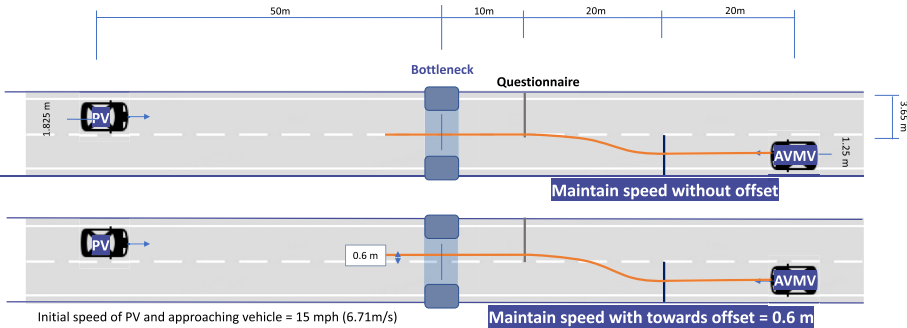 50m 10m 20m 20m
Bottleneck
Questionnaire
1.825 m
PV
3.65 m
AVMV
1.25 m
Maintain speed without offset
PV
0.6 m
AVMV
Initial speed of PV and approaching vehicle = 15 mph (6.71m/s)
Maintain speed with towards offset = 0.6 m